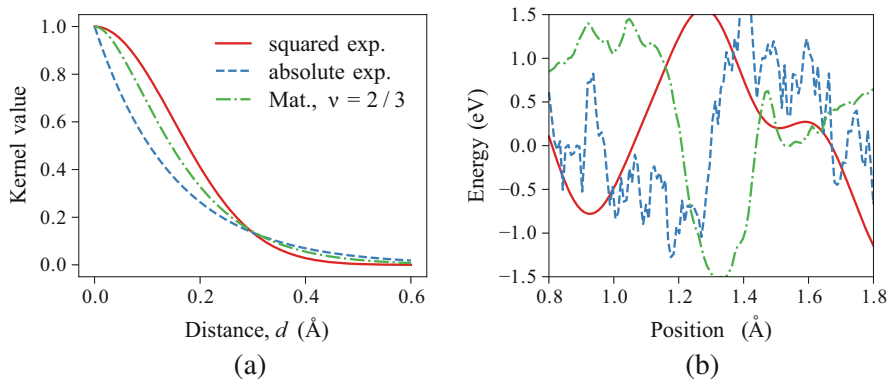 1.0
0.8
0.6
0.4
0.2
0.0
Kernel value
squared exp.
absolute exp.
Mat., ν = 2 / 3
0.0 0.2 0.4 0.6
Distance, d (Å)
(a)
1.5
1.0
0.5
0.0
−0.5
−1.0
−1.5
Energy (eV)
0.8 1.0 1.2 1.4 1.6 1.8
Position (Å)
(b)